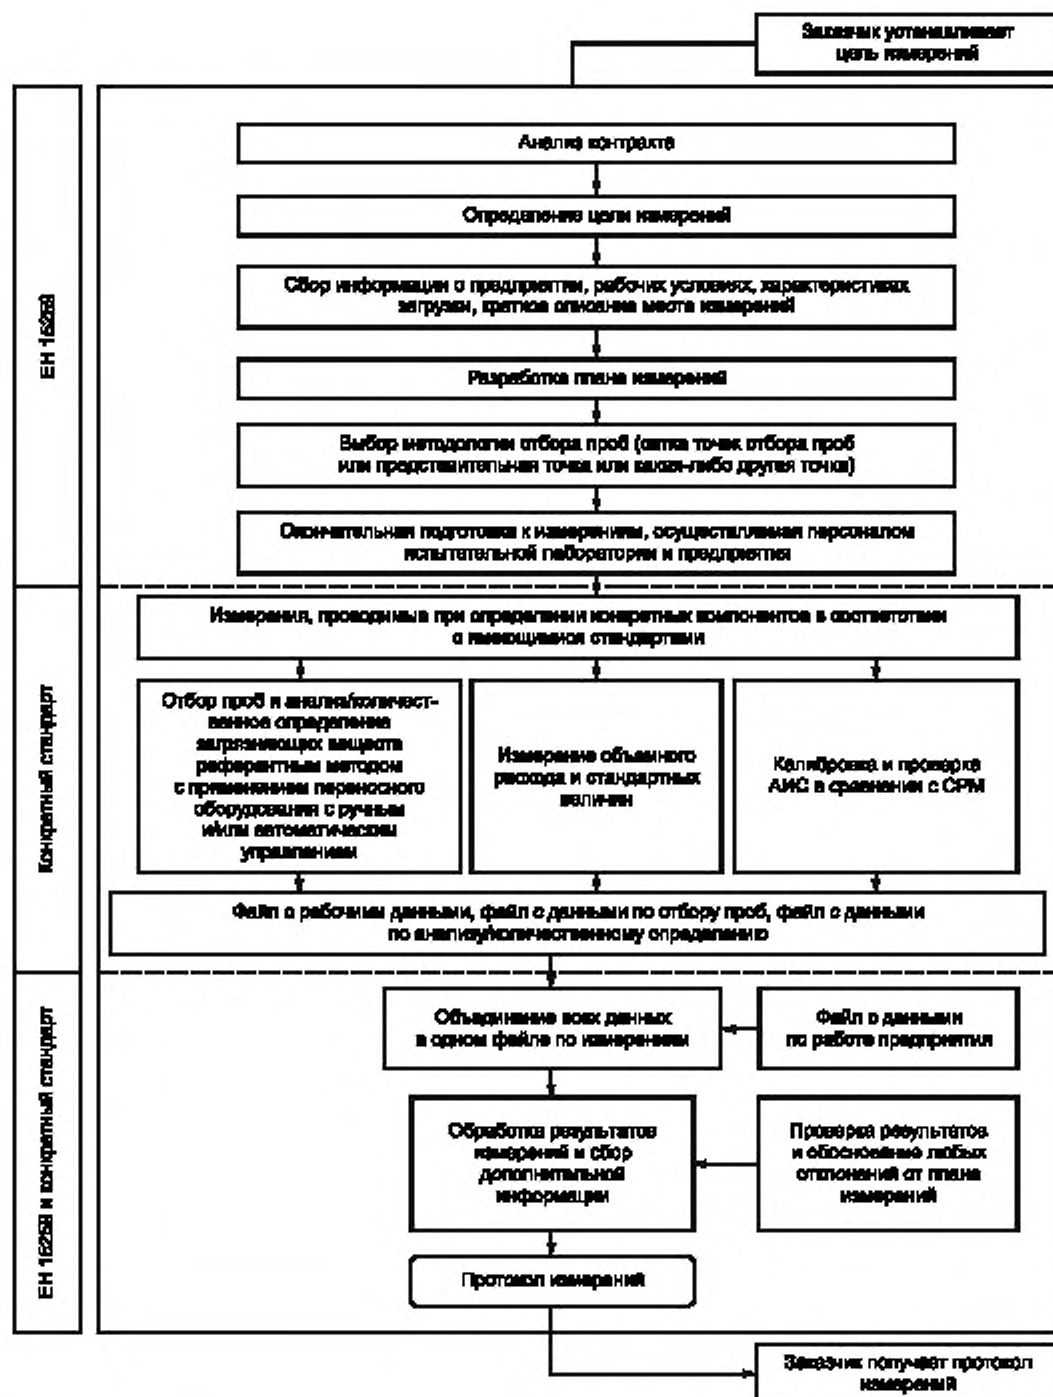 Заказчик устанавливает
цель измерений
Анализ контракта
Определение цели измерений
Сбор информации о предприятии, рабочих условиях, характеристиках
загрузки, краткое описание места измерений
Разработка плана измерений
Выбор методологии отбора проб (сетка точек отбора проб
или представительная точка или какая-либо другая точка)
Окончательная подготовка к измерениям, осуществляемая персоналом
испытательной лаборатории и предприятия
ЕН 15259
Измерения, проводимые при определении конкретных компонентов в соответствии
с имеющимися стандартами
Отбор проб и анализ/количест-
венное определение
загрязняющих веществ
референтным методом
с применением переносного
оборудования с ручным
и/или автоматическим
управлением
Измерение объемного
расхода и стандартных
величин
Калибровка и проверка
АИС в сравнении с СРМ
Файл с рабочими данными, файл с данными по отбору проб, файл с данными
по анализу/количественному определению
Конкретный стандарт
Объединение всех данных
в одном файле по измерениям
Файл с данными
по работе предприятия
Обработка результатов
измерений и сбор
дополнительной
информации
Проверка результатов
и обоснование любых
отклонений от плана
измерений
Протокол измерений
ЕН 15259 и конкретный стандарт
Заказчик получает протокол
измерений